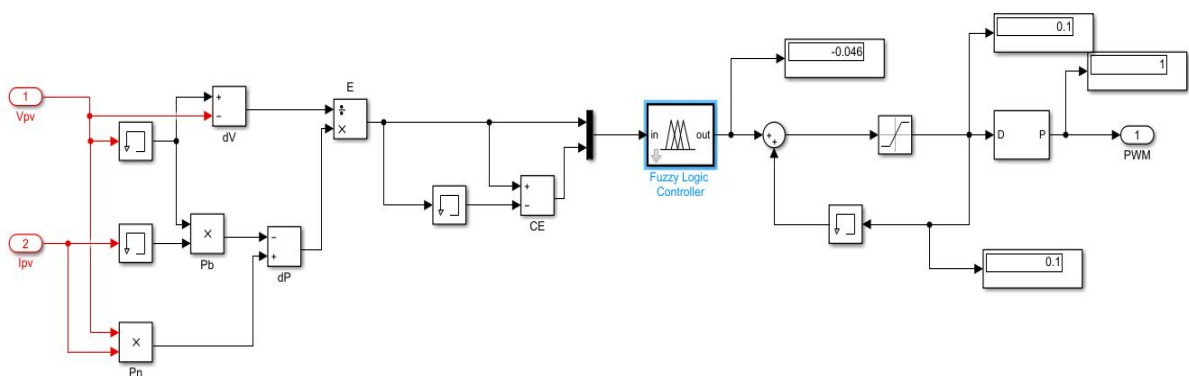 1
Vpv
+
−
dV
E
÷
×
-0.046
0.1
1
in
out
Fuzzy Logic
Controller
+
+
D
P
1
PWM
+
−
CE
2
Ipv
×
Pb
−
+
dP
0.1
×
Pn